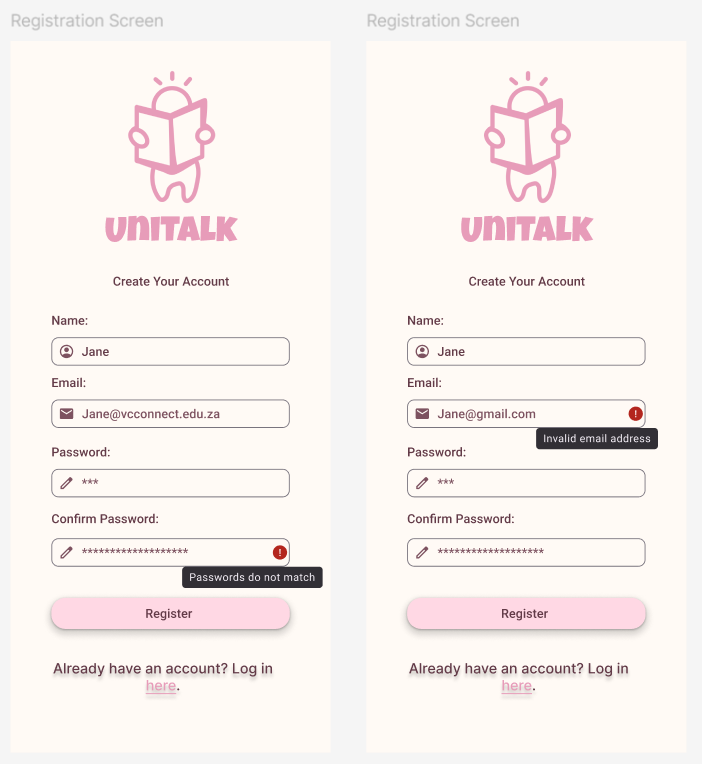 Registration Screen
UNITALK
Create Your Account
Name:
Jane
Email:
Jane@vcconnect.edu.za
Password:
***
Confirm Password:
*******************
!
Passwords do not match
Register
Already have an account? Log in
here.
Registration Screen
UNITALK
Create Your Account
Name:
Jane
Email:
Jane@gmail.com
!
Invalid email address
Password:
***
Confirm Password:
*******************
Register
Already have an account? Log in
here.